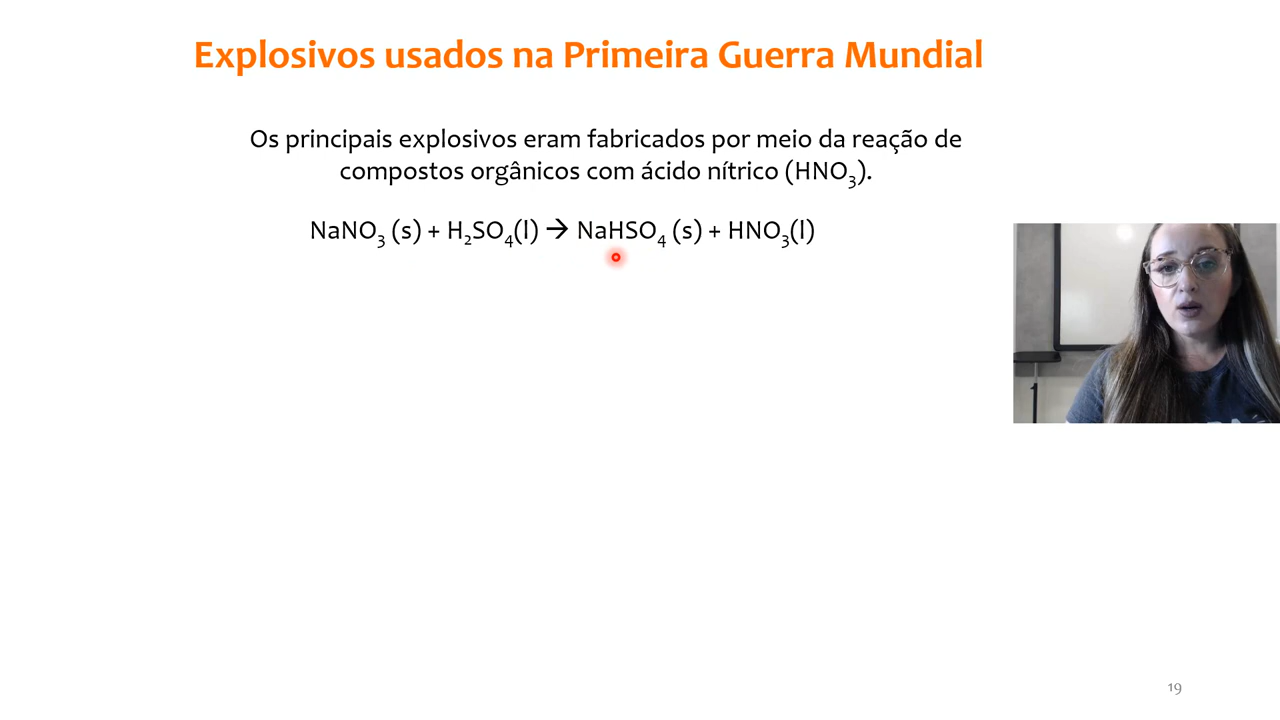 Explosivos usados na Primeira Guerra Mundial
Os principais explosivos eram fabricados por meio da reação de
compostos orgânicos com ácido nítrico (HNO₃).
NaNO₃ (s) + H₂SO₄(l) → NaHSO₄ (s) + HNO₃(l)
19